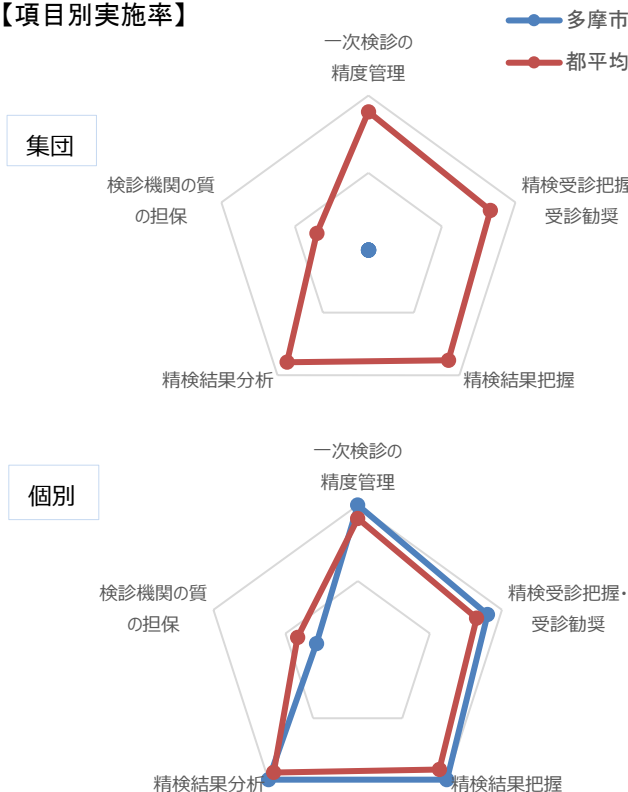 【項目別実施率】
多摩市
都平均
集団
一次検診の
精度管理
精検受診把握
受診勧奨
精検結果把握
精検結果分析
検診機関の質
の担保
個別
一次検診の
精度管理
精検受診把握・
受診勧奨
精検結果把握
精検結果分析
検診機関の質
の担保